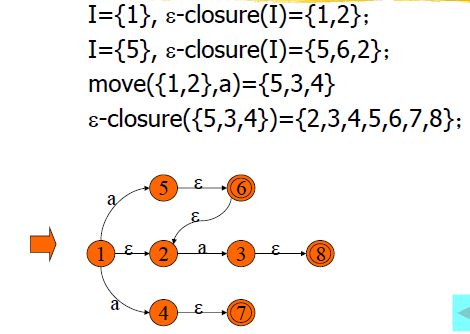 I={1}, ε-closure(I)={1,2};
I={5}, ε-closure(I)={5,6,2};
move({1,2},a)={5,3,4}
ε-closure({5,3,4})={2,3,4,5,6,7,8};
5 ε 6
a
ε
1 ε 2 a 3 ε 8
a
4 ε 7